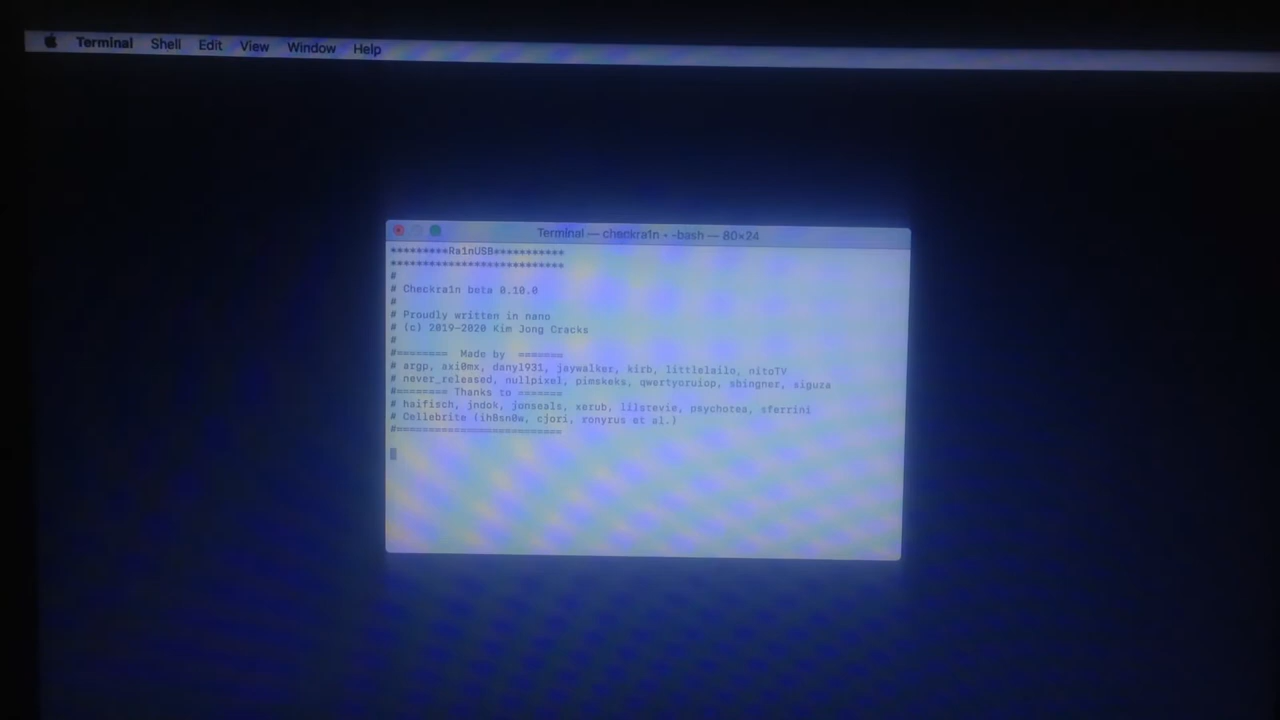 Terminal Shell Edit View Window Help
Terminal — checkra1n • -bash — 80×24
*********Ra1nUSB***********
***************************
#
# Checkra1n beta 0.10.0
#
# Proudly written in nano
# (c) 2019-2020 Kim Jong Cracks
#
#======== Made by =======
# argp, axi0mx, danyl931, jaywalker, kirb, littlelailo, nitoTV
# never_released, nullpixel, pimskeks, qwertyoruiop, sbingner, siguza
#======== Thanks to =======
# haifisch, jndok, jonseals, xerub, lilstevie, psychotea, sferrini
# Cellebrite (ih8sn0w, cjori, ronyrus et al.)
#==========================